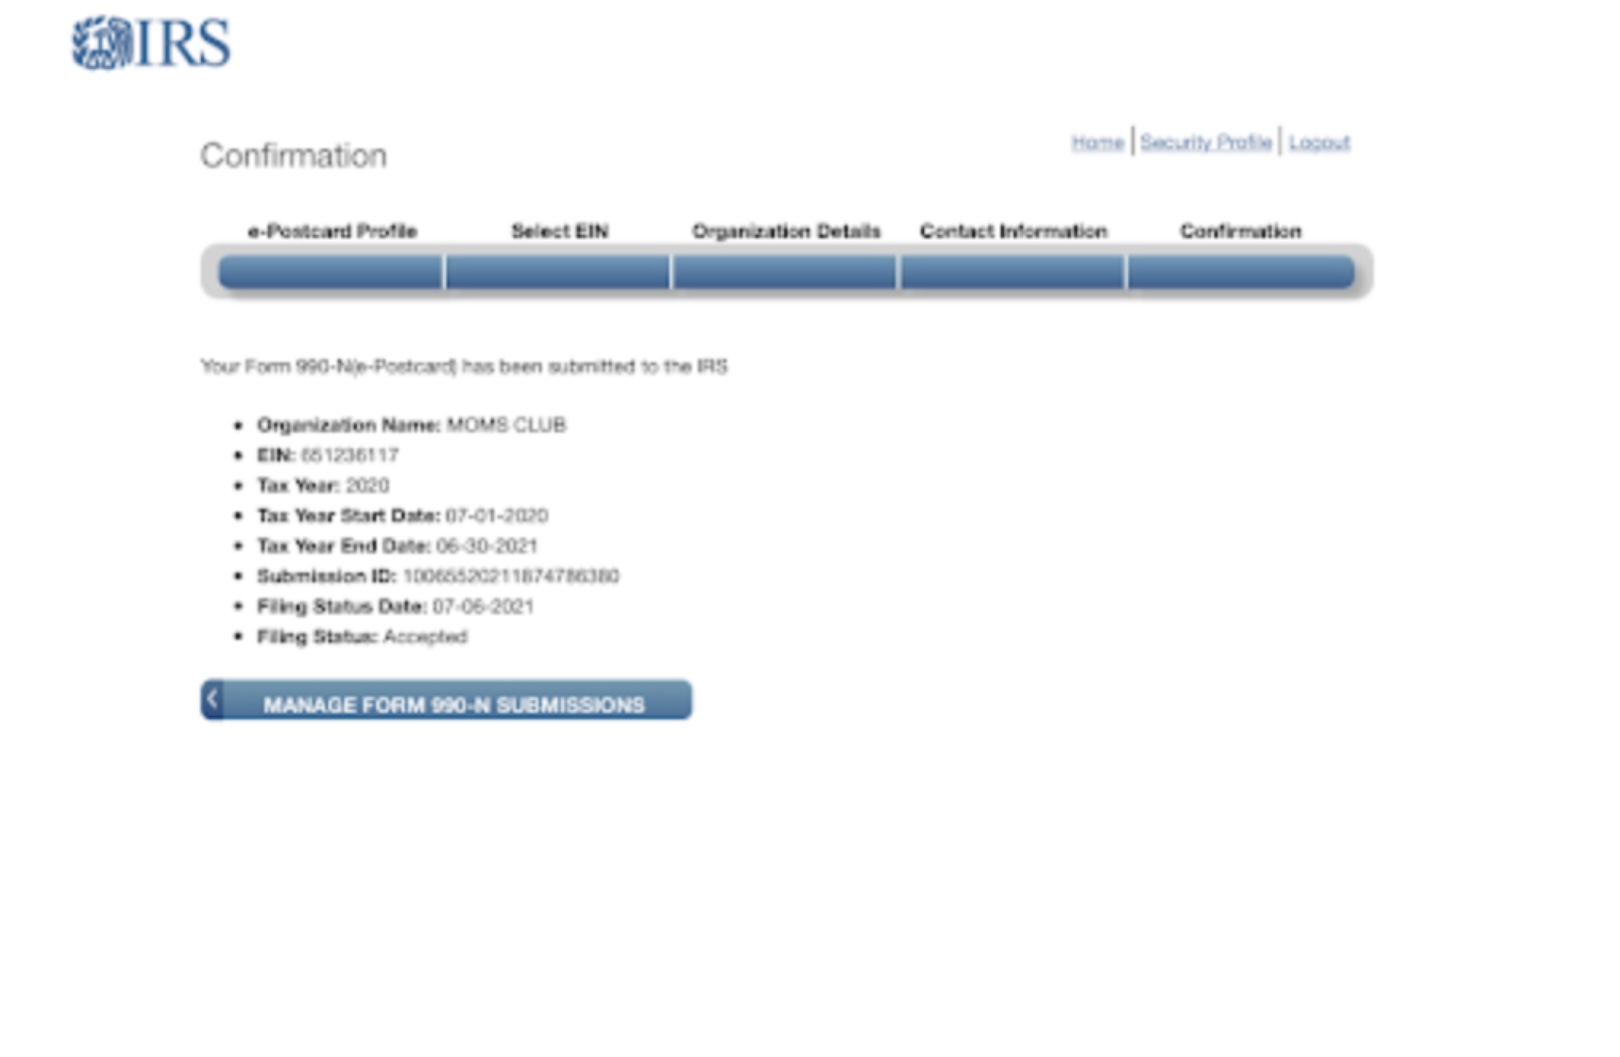 IRS
Home | Security Profile | Logout
Confirmation
e-Postcard Profile Select EIN Organization Details Contact Information Confirmation
Your Form 990-N(e-Postcard) has been submitted to the IRS
• Organization Name: MOMS CLUB
• EIN: 651236117
• Tax Year: 2020
• Tax Year Start Date: 07-01-2020
• Tax Year End Date: 06-30-2021
• Submission ID: 10065520211874786380
• Filing Status Date: 07-06-2021
• Filing Status: Accepted
MANAGE FORM 990-N SUBMISSIONS